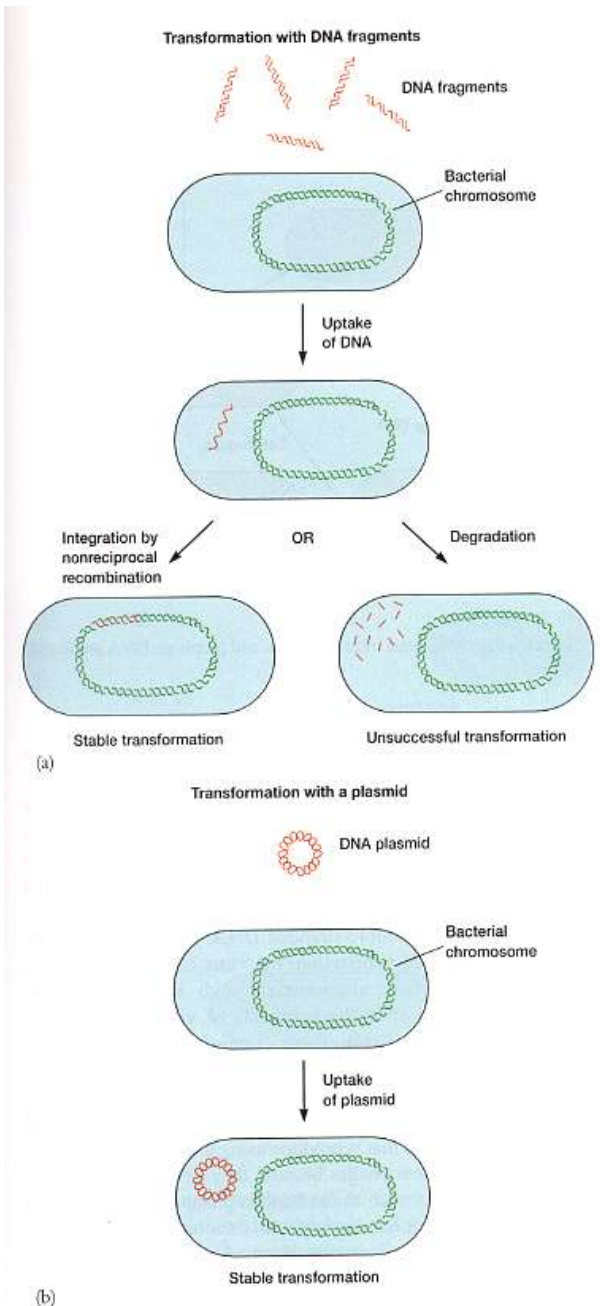 Transformation with DNA fragments
DNA fragments
Bacterial
chromosome
Uptake
of DNA
Integration by
nonreciprocal
recombination
OR
Degradation
Stable transformation
Unsuccessful transformation
(a)
Transformation with a plasmid
DNA plasmid
Bacterial
chromosome
Uptake
of plasmid
Stable transformation
(b)